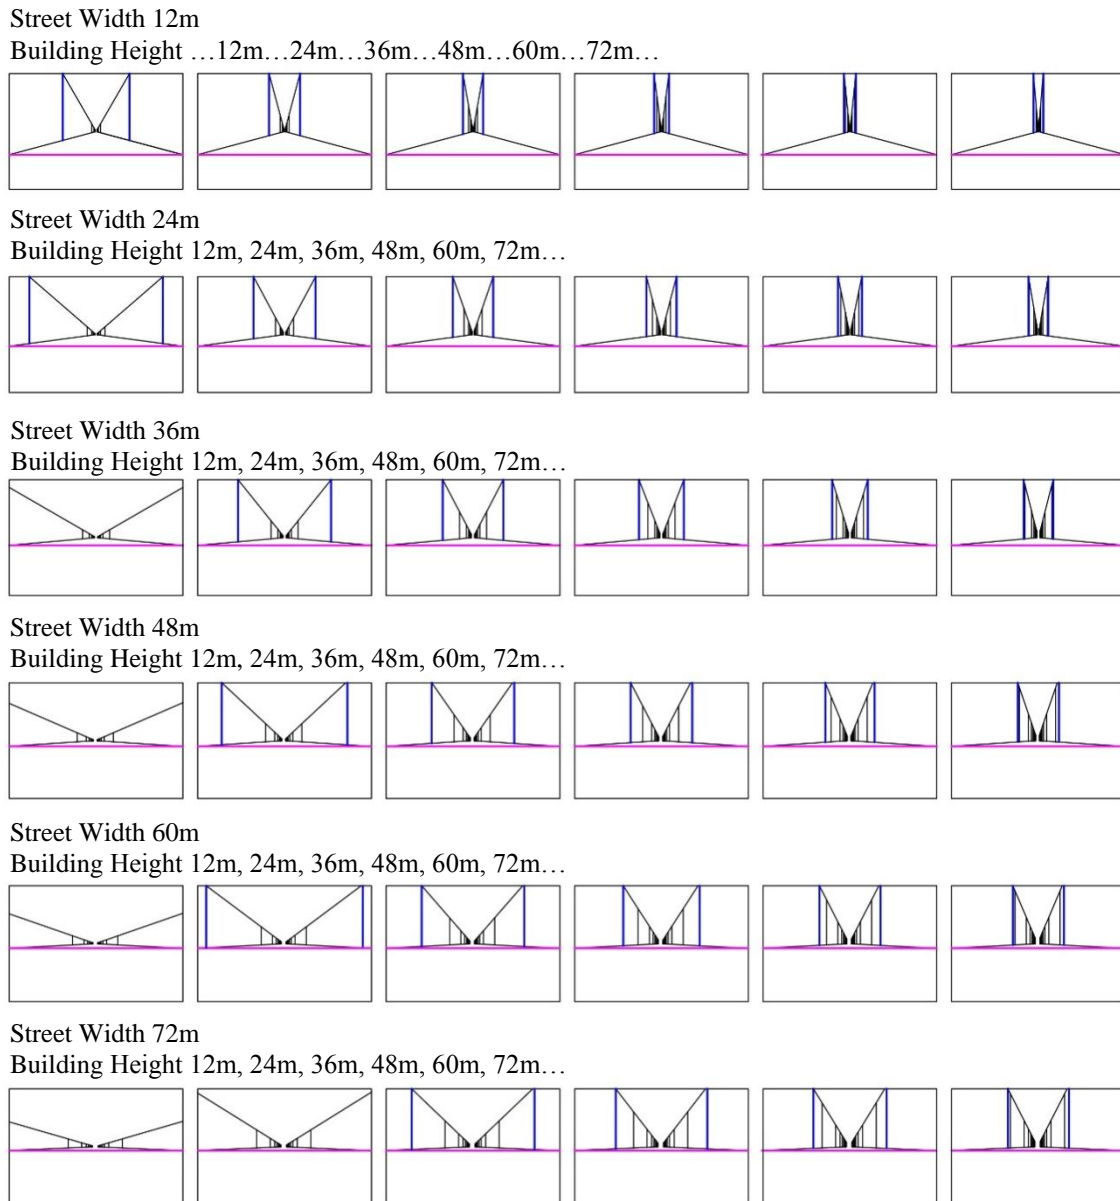 Street Width 12m
Building Height …12m…24m…36m…48m…60m…72m…
Street Width 24m
Building Height 12m, 24m, 36m, 48m, 60m, 72m…
Street Width 36m
Building Height 12m, 24m, 36m, 48m, 60m, 72m…
Street Width 48m
Building Height 12m, 24m, 36m, 48m, 60m, 72m…
Street Width 60m
Building Height 12m, 24m, 36m, 48m, 60m, 72m…
Street Width 72m
Building Height 12m, 24m, 36m, 48m, 60m, 72m…